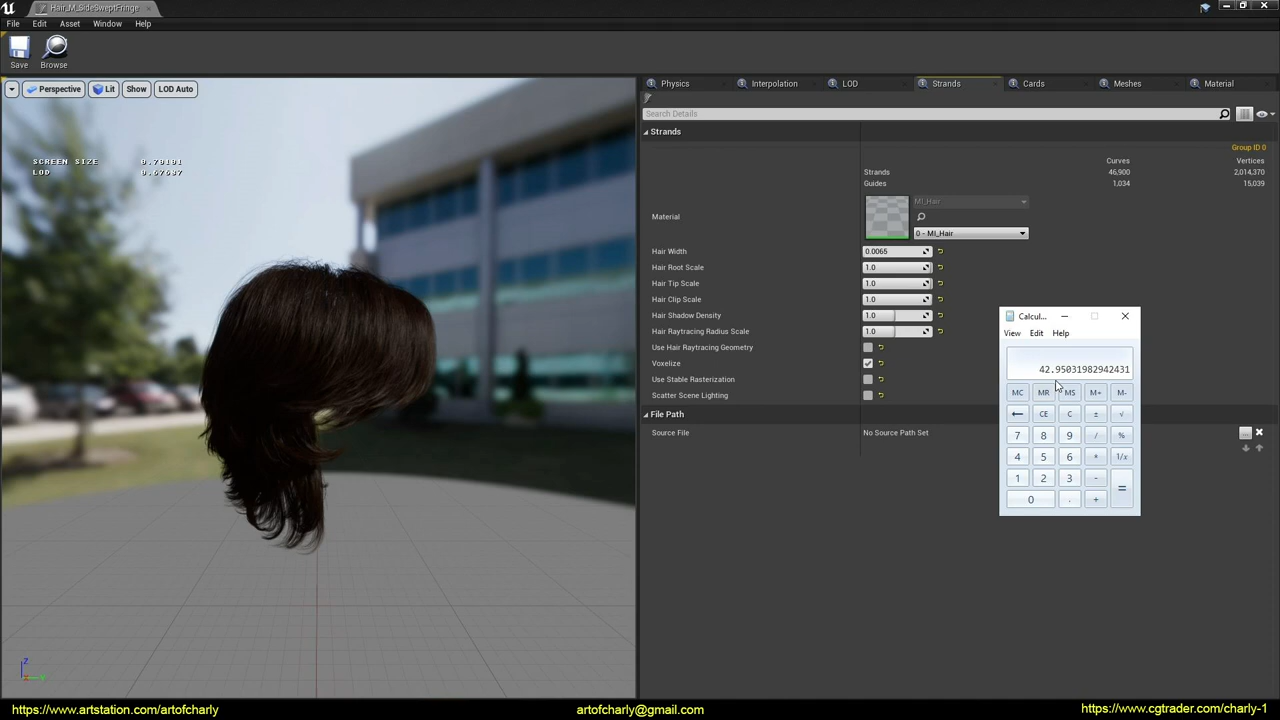 Hair_M_SideSweptFringe
File Edit Asset Window Help
Save Browse
Perspective Lit Show LOD Auto
Physics Interpolation LOD Strands Cards Meshes Material
Search Details
Strands
Group ID 0
Curves Vertices
Strands 46,900 2,014,370
Guides 1,034 15,039
SCREEN SIZE
LOD
MI_Hair
Material
0 - MI_Hair
Hair Width 0.0065
Hair Root Scale 1.0
Hair Tip Scale 1.0
Hair Clip Scale 1.0
Hair Shadow Density 1.0
Hair Raytracing Radius Scale 1.0
Use Hair Raytracing Geometry
Voxelize
Use Stable Rasterization
Scatter Scene Lighting
File Path
Source File No Source Path Set
Calcul...
View Edit Help
42.95031982942431
MC MR MS M+ M-
← CE C ± √
7 8 9 / %
4 5 6 * 1/x
1 2 3 - =
0 . +
Z
X Y
https://www.artstation.com/artofcharly artofcharly@gmail.com https://www.cgtrader.com/charly-1